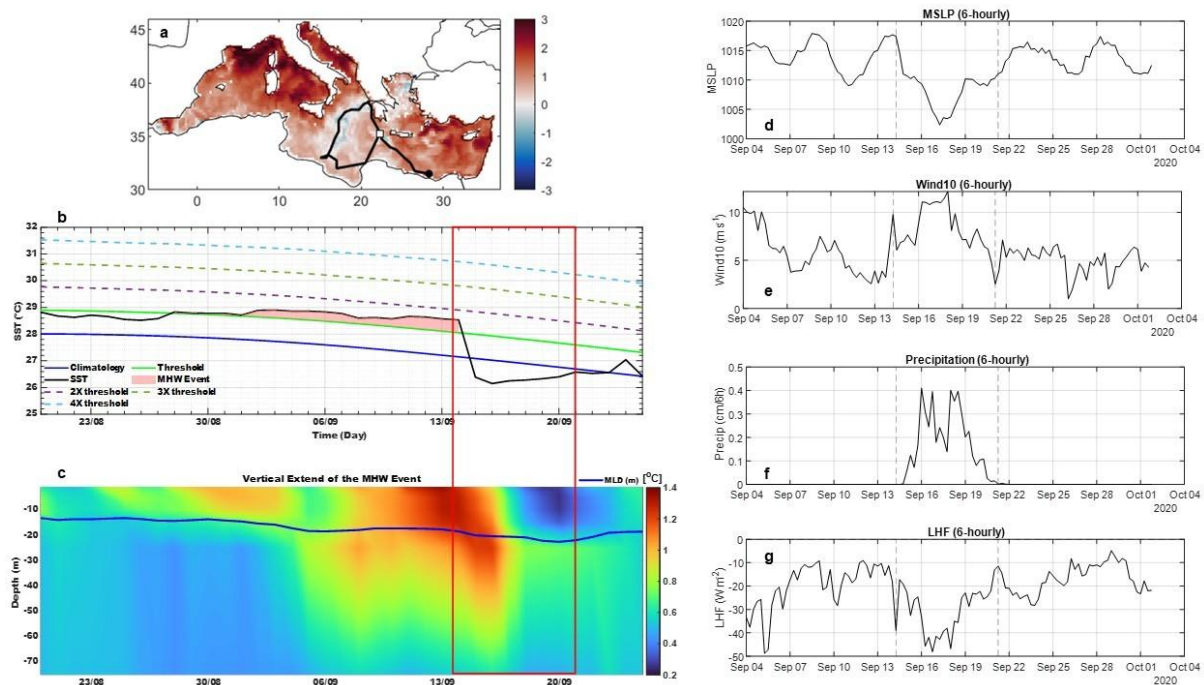 a
45
40
35
30
0
10
20
30
3
2
1
0
-1
-2
-3
b
32
31
30
29
28
27
26
25
SST (°C)
Climatology
Threshold
SST
MHW Event
2X threshold
3X threshold
4X threshold
23/08
30/08
06/09
13/09
20/09
Time (Day)
c
Vertical Extend of the MHW Event
MLD (m)
[°C]
-10
-20
-30
-40
-50
-60
-70
Depth (m)
1.4
1.2
1
0.8
0.6
0.4
0.2
23/08
30/08
06/09
13/09
20/09
MSLP (6-hourly)
1020
1015
1010
1005
1000
MSLP
d
Sep 04 Sep 07 Sep 10 Sep 13 Sep 16 Sep 19 Sep 22 Sep 25 Sep 28 Oct 01 Oct 04
2020
Wind10 (6-hourly)
10
5
0
Wind10 (m s⁻¹)
e
Sep 04 Sep 07 Sep 10 Sep 13 Sep 16 Sep 19 Sep 22 Sep 25 Sep 28 Oct 01 Oct 04
2020
Precipitation (6-hourly)
0.5
0.4
0.3
0.2
0.1
0
Precip (cm/6h)
f
Sep 04 Sep 07 Sep 10 Sep 13 Sep 16 Sep 19 Sep 22 Sep 25 Sep 28 Oct 01 Oct 04
2020
LHF (6-hourly)
0
-10
-20
-30
-40
-50
LHF (W m²)
g
Sep 04 Sep 07 Sep 10 Sep 13 Sep 16 Sep 19 Sep 22 Sep 25 Sep 28 Oct 01 Oct 04
2020